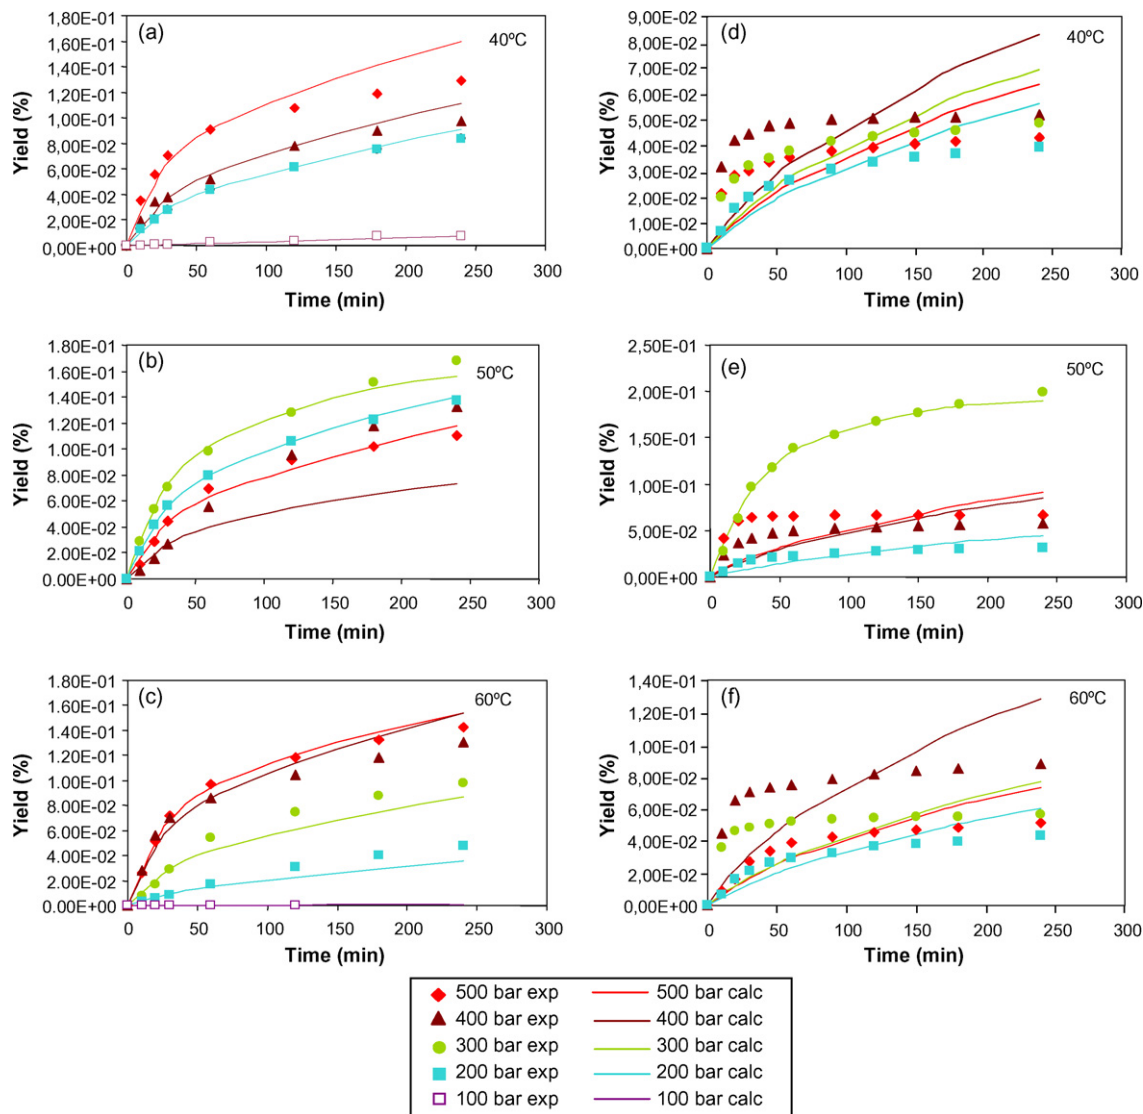 (a)
40ºC
Yield (%)
1,80E-01
1,60E-01
1,40E-01
1,20E-01
1,00E-01
8,00E-02
6,00E-02
4,00E-02
2,00E-02
0,00E+00
0 50 100 150 200 250 300
Time (min)
(d)
40ºC
Yield (%)
9,00E-02
8,00E-02
7,00E-02
6,00E-02
5,00E-02
4,00E-02
3,00E-02
2,00E-02
1,00E-02
0,00E+00
0 50 100 150 200 250 300
Time (min)
(b)
50ºC
Yield (%)
1.80E-01
1.60E-01
1.40E-01
1.20E-01
1.00E-01
8.00E-02
6.00E-02
4.00E-02
2.00E-02
0.00E+00
0 50 100 150 200 250 300
Time (min)
(e)
50ºC
Yield (%)
2,50E-01
2,00E-01
1,50E-01
1,00E-01
5,00E-02
0,00E+00
0 50 100 150 200 250 300
Time (min)
(c)
60ºC
Yield (%)
1.80E-01
1.60E-01
1.40E-01
1.20E-01
1.00E-01
8.00E-02
6.00E-02
4.00E-02
2.00E-02
0.00E+00
0 50 100 150 200 250 300
Time (min)
(f)
60ºC
Yield (%)
1,40E-01
1,20E-01
1,00E-01
8,00E-02
6,00E-02
4,00E-02
2,00E-02
0,00E+00
0 50 100 150 200 250 300
Time (min)
500 bar exp 500 bar calc
400 bar exp 400 bar calc
300 bar exp 300 bar calc
200 bar exp 200 bar calc
100 bar exp 100 bar calc